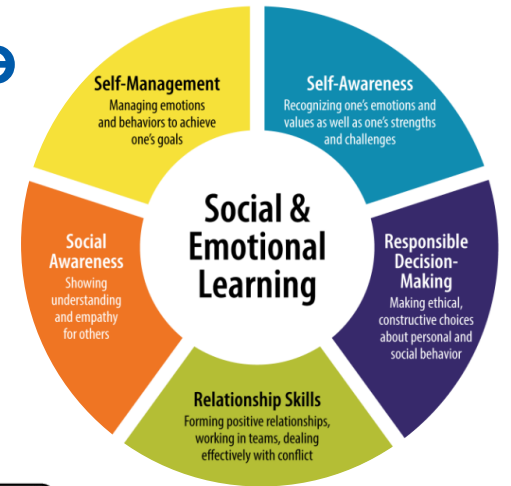 Self-Management
Managing emotions
and behaviors to achieve
one's goals
Self-Awareness
Recognizing one's emotions and
values as well as one's strengths
and challenges
Social &
Emotional
Learning
Social
Awareness
Showing
understanding
and empathy
for others
Responsible
Decision-
Making
Making ethical,
constructive choices
about personal and
social behavior
Relationship Skills
Forming positive relationships,
working in teams, dealing
effectively with conflict